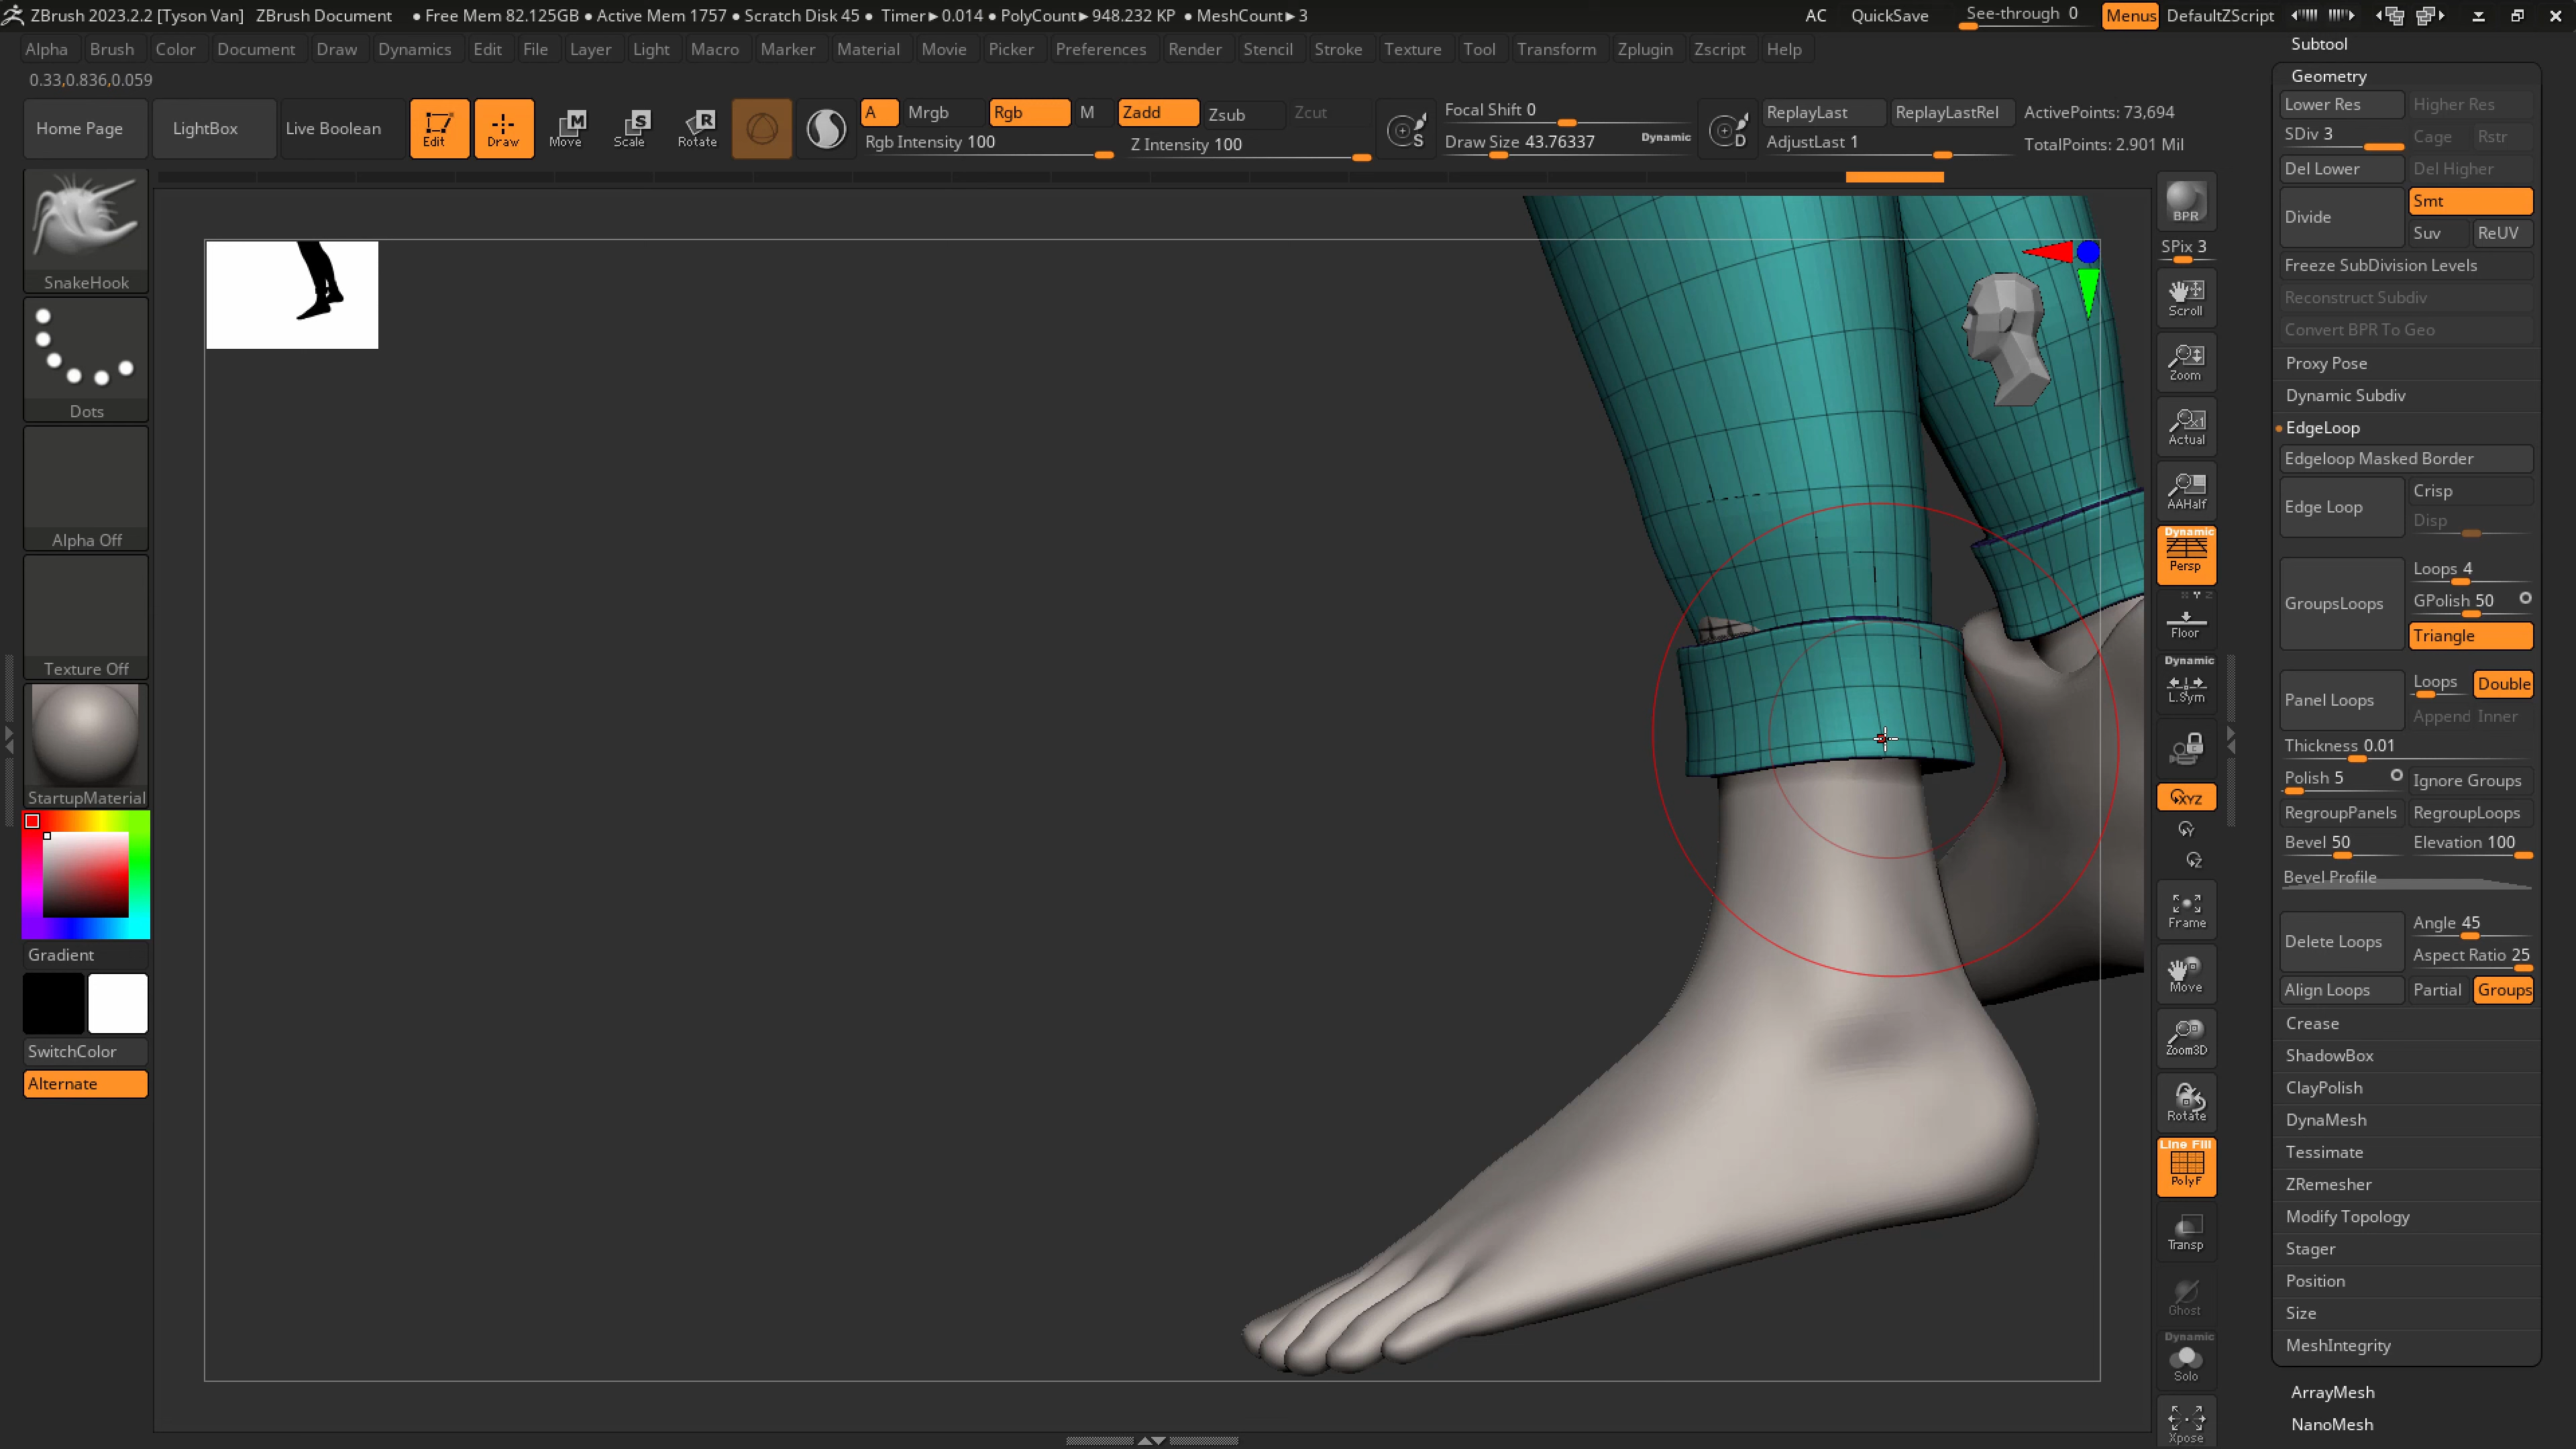 ZBrush 2023.2.2 [Tyson Van] ZBrush Document ● Free Mem 82.125GB ● Active Mem 1757 ● Scratch Disk 45 ● Timer►0.014 ● PolyCount►948.232 KP ● MeshCount►3 AC QuickSave See-through 0 Menus DefaultZScript
Alpha Brush Color Document Draw Dynamics Edit File Layer Light Macro Marker Material Movie Picker Preferences Render Stencil Stroke Texture Tool Transform Zplugin Zscript Help
0.33,0.836,0.059
Home Page LightBox Live Boolean Edit Draw Move Scale Rotate
A Mrgb Rgb M Zadd Zsub Zcut
Rgb Intensity 100 Z Intensity 100
Focal Shift 0
Draw Size 43.76337 Dynamic
ReplayLast ReplayLastRel ActivePoints: 73,694
AdjustLast 1 TotalPoints: 2.901 Mil
SnakeHook
Dots
Alpha Off
Texture Off
StartupMaterial
Gradient
SwitchColor
Alternate
BPR
SPix 3
Scroll
Zoom
Actual
AAHalf
Dynamic
Persp
Floor
Dynamic
L.Sym
XYZ
Y
Z
Frame
Move
Zoom3D
Rotate
Line Fill
PolyF
Transp
Ghost
Dynamic
Solo
Xpose
Subtool
Geometry
Lower Res Higher Res
SDiv 3 Cage Rstr
Del Lower Del Higher
Divide Smt
Suv ReUV
Freeze SubDivision Levels
Reconstruct Subdiv
Convert BPR To Geo
Proxy Pose
Dynamic Subdiv
EdgeLoop
Edgeloop Masked Border
Edge Loop Crisp
Disp
GroupsLoops Loops 4
GPolish 50
Triangle
Panel Loops Loops Double
Append Inner
Thickness 0.01
Polish 5 Ignore Groups
RegroupPanels RegroupLoops
Bevel 50 Elevation 100
Bevel Profile
Delete Loops Angle 45
Aspect Ratio 25
Align Loops Partial Groups
Crease
ShadowBox
ClayPolish
DynaMesh
Tessimate
ZRemesher
Modify Topology
Stager
Position
Size
MeshIntegrity
ArrayMesh
NanoMesh